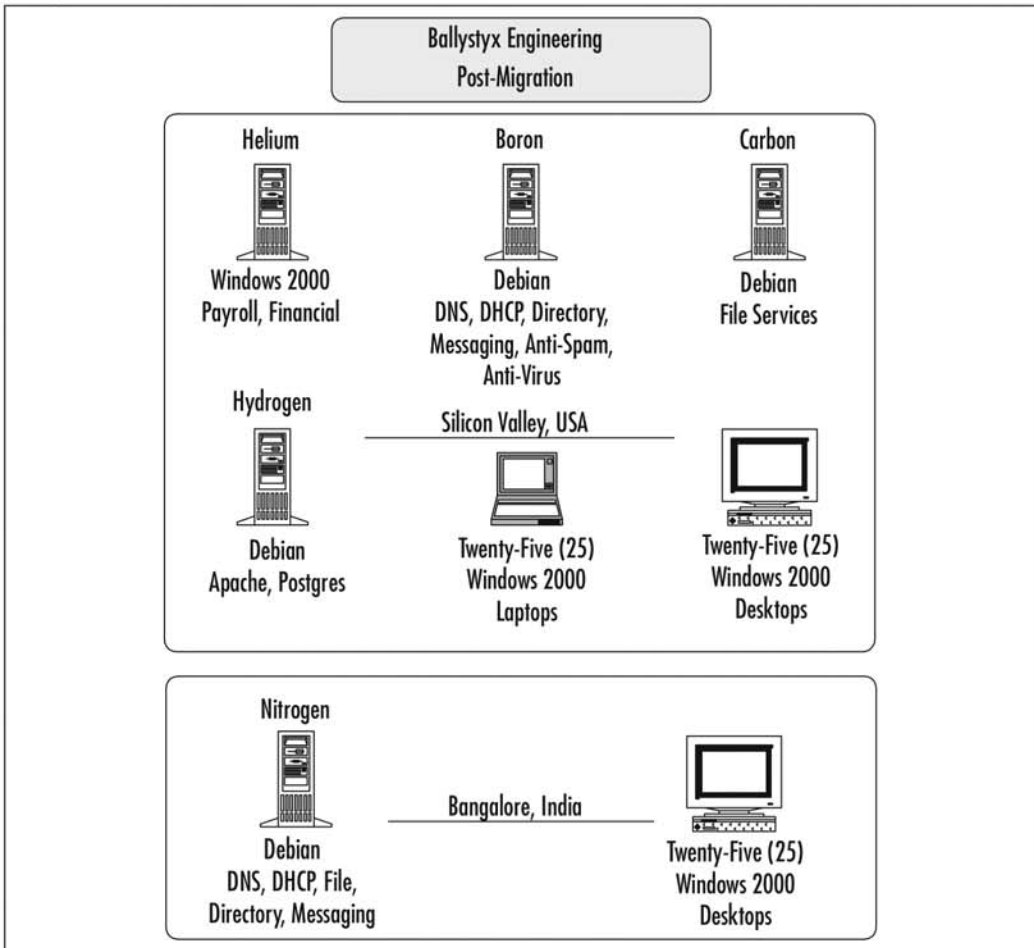 Ballystyx Engineering
Post-Migration
Helium
Boron
Carbon
Windows 2000
Payroll, Financial
Debian
DNS, DHCP, Directory,
Messaging, Anti-Spam,
Anti-Virus
Debian
File Services
Hydrogen
Silicon Valley, USA
Debian
Apache, Postgres
Twenty-Five (25)
Windows 2000
Laptops
Twenty-Five (25)
Windows 2000
Desktops
Nitrogen
Bangalore, India
Debian
DNS, DHCP, File,
Directory, Messaging
Twenty-Five (25)
Windows 2000
Desktops